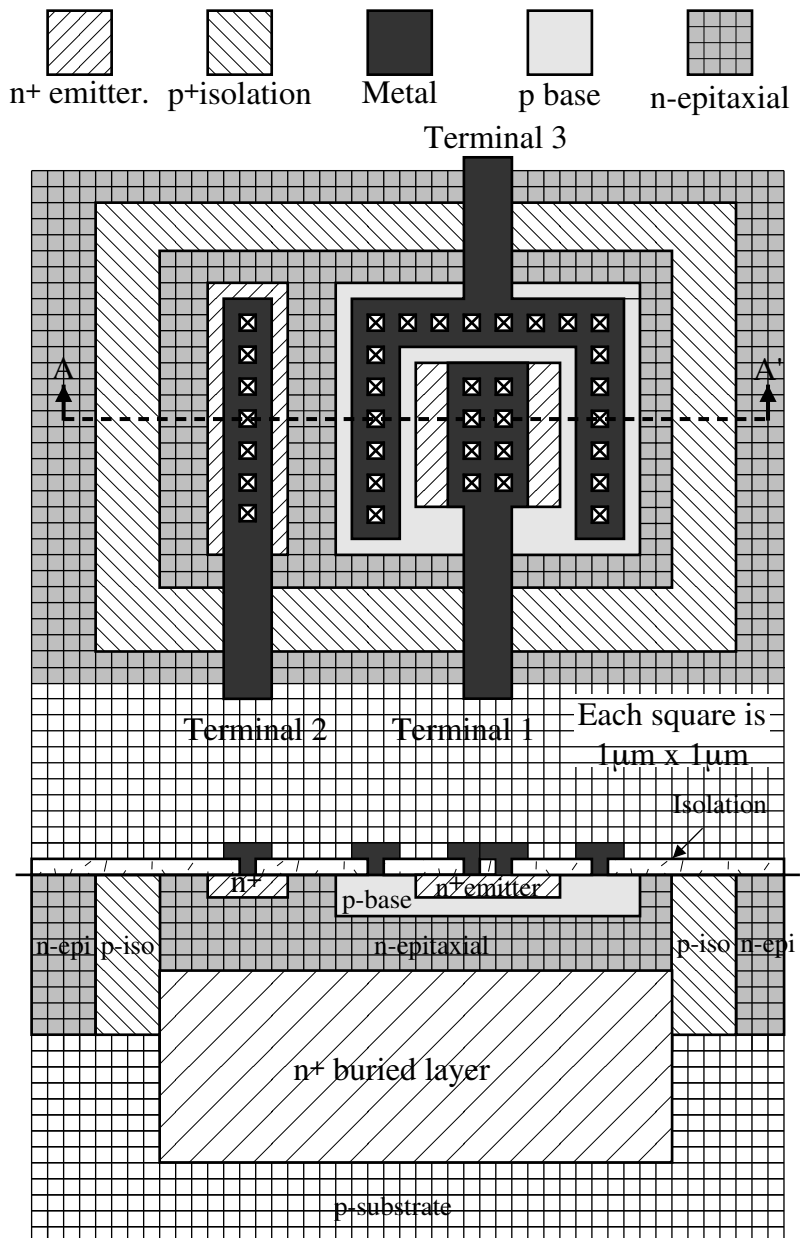 n+ emitter. p+isolation Metal p base n-epitaxial
Terminal 3
A A'
Terminal 2 Terminal 1 Each square is
1μm x 1μm
Isolation
n+ p-base n+emitter
n-epi p-iso n-epitaxial p-iso n-epi
n+ buried layer
p-substrate